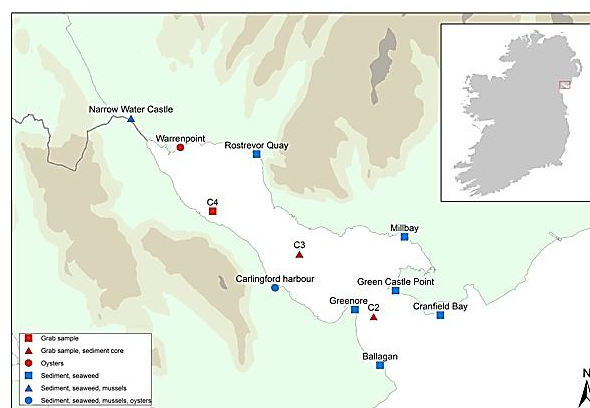 Narrow Water Castle
Warrenpoint
Rostrevor Quay
C4
Millbay
C3
Carlingford harbour
Green Castle Point
Greenore
C2
Cranfield Bay
Ballagan
Grab sample
Grab sample, sediment core
Oysters
Sediment, seaweed
Sediment, seaweed, mussels
Sediment, seaweed, mussels, oysters
N